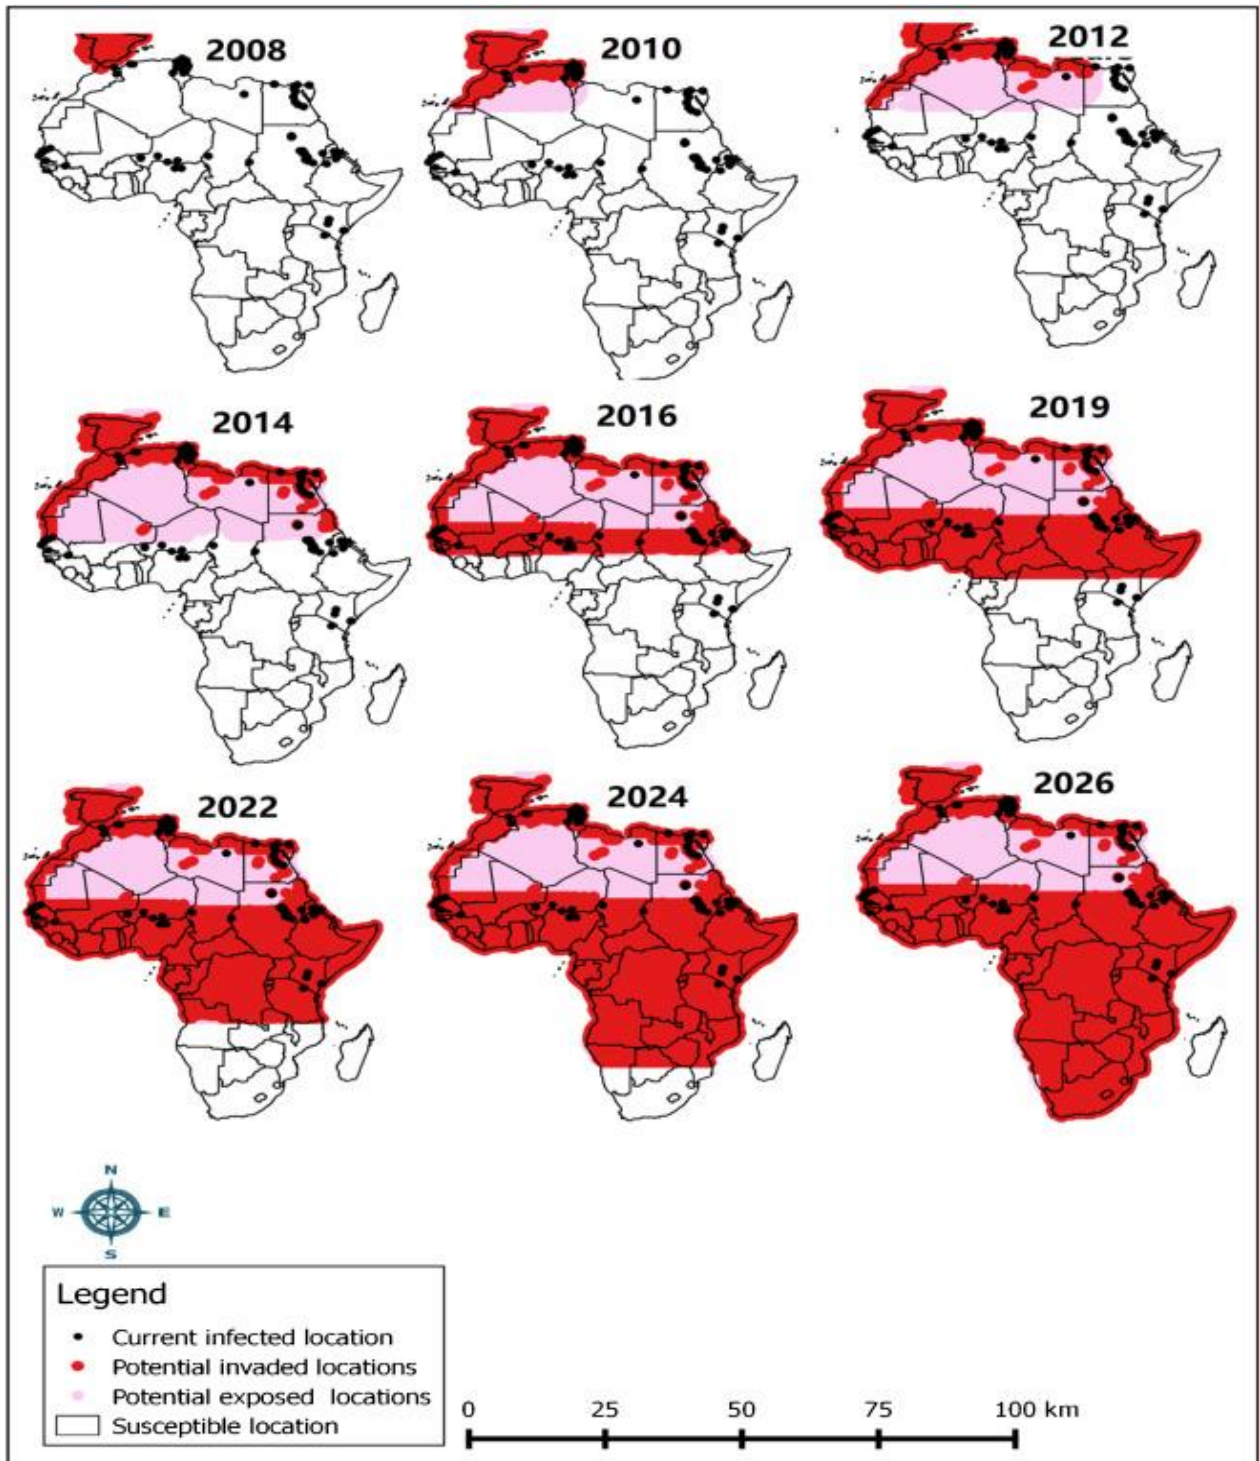 2008
2010
2012
2014
2016
2019
2022
2024
2026
N
W E
S
Legend
Current infected location
Potential invaded locations
Potential exposed locations
Susceptible location
0 25 50 75 100 km